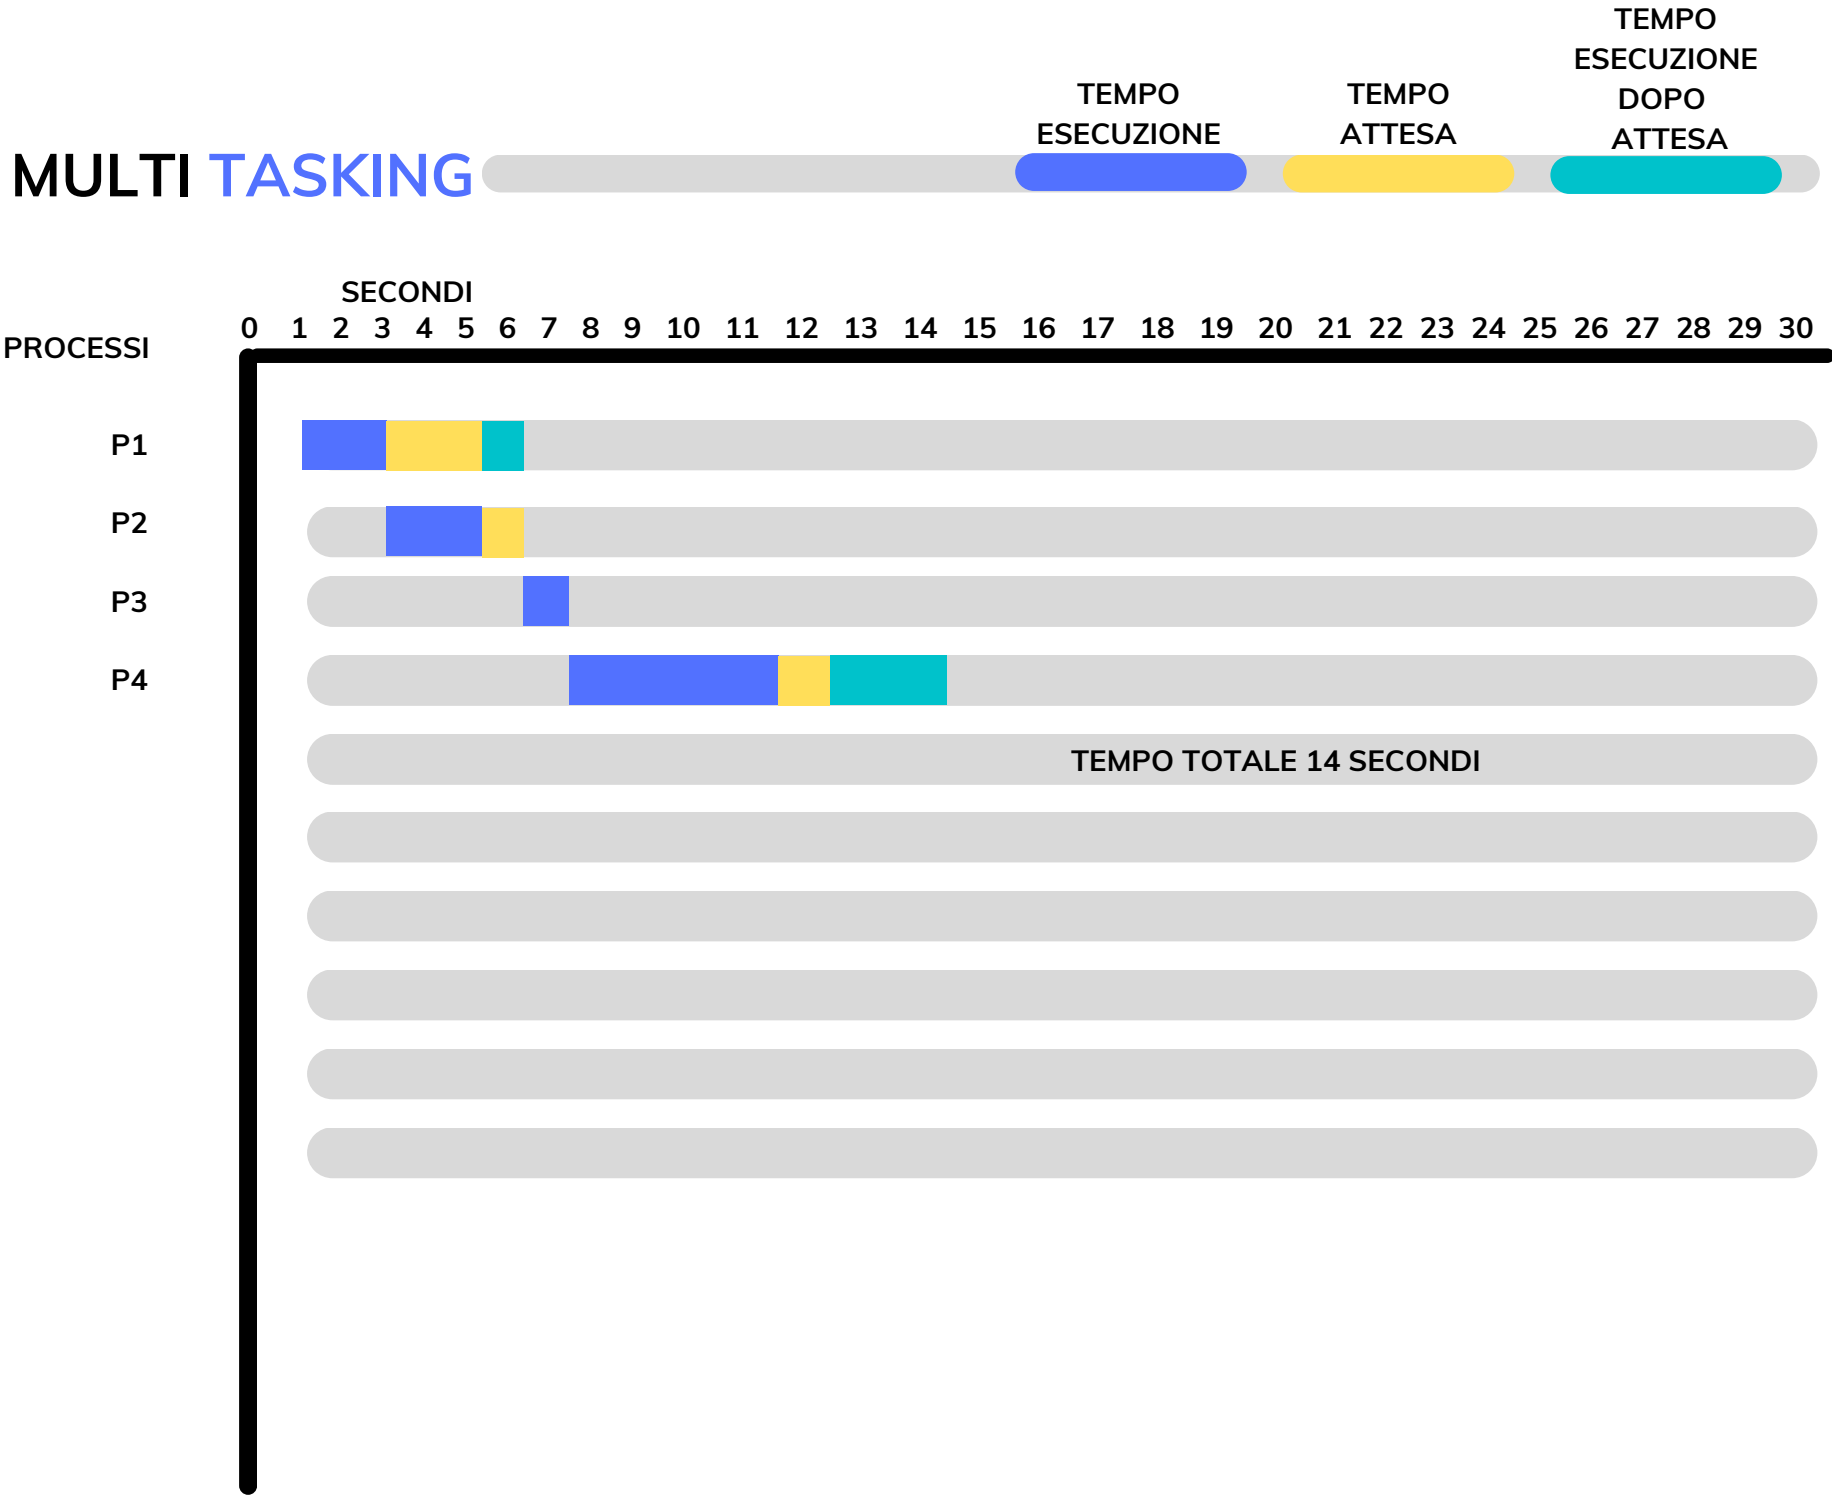 TEMPO
ESECUZIONE
DOPO
ATTESA
TEMPO
ESECUZIONE
TEMPO
ATTESA
MULTI TASKING
SECONDI
0 1 2 3 4 5 6 7 8 9 10 11 12 13 14 15 16 17 18 19 20 21 22 23 24 25 26 27 28 29 30
PROCESSI
P1
P2
P3
P4
TEMPO TOTALE 14 SECONDI